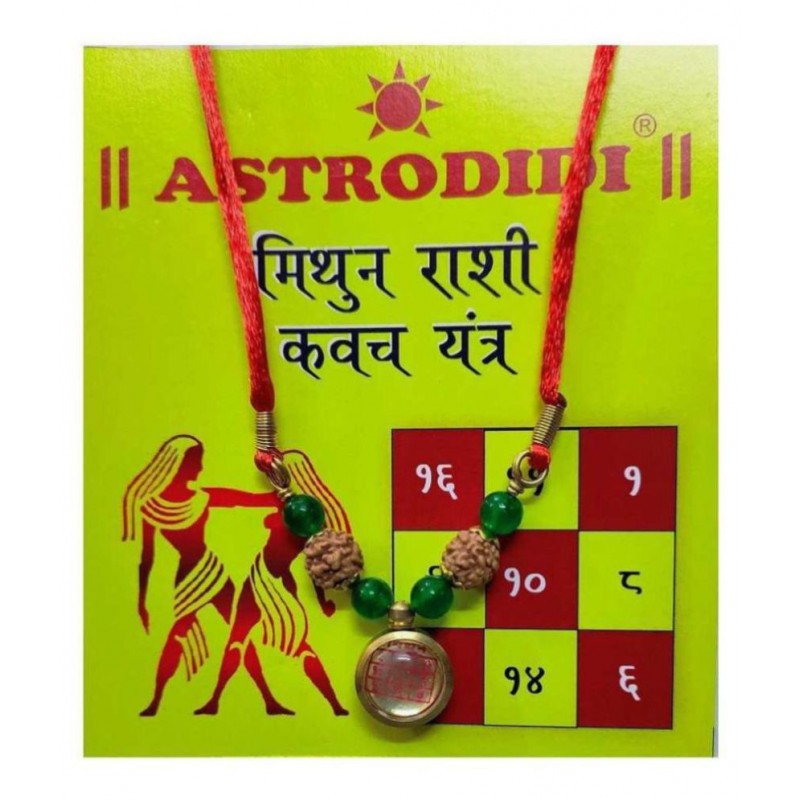 || ASTRODIDI ® ||
मिथुन राशी
कवच यंत्र
१६ १
१० ८
१४ ६